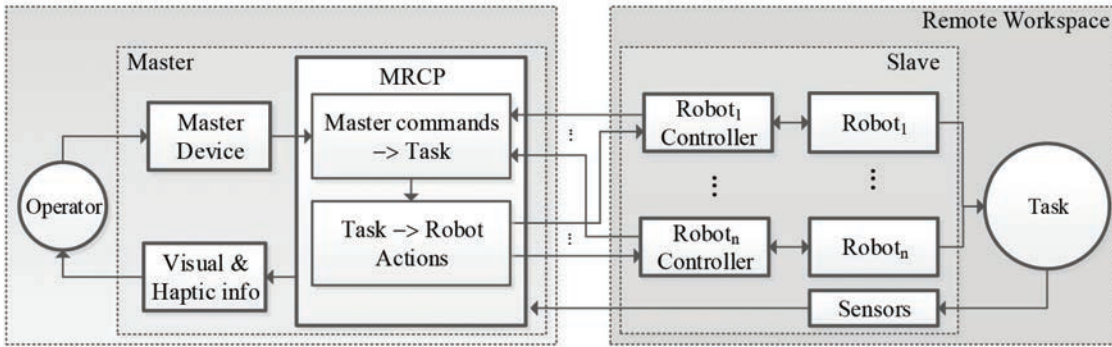 Remote Workspace
Master
MRCP
Slave
Master
Device
Master commands
–> Task
Robot1
Controller
Robot1
...
...
...
Operator
Task
Task –> Robot
Actions
...
Robotn
Controller
Robotn
Visual &
Haptic info
Sensors